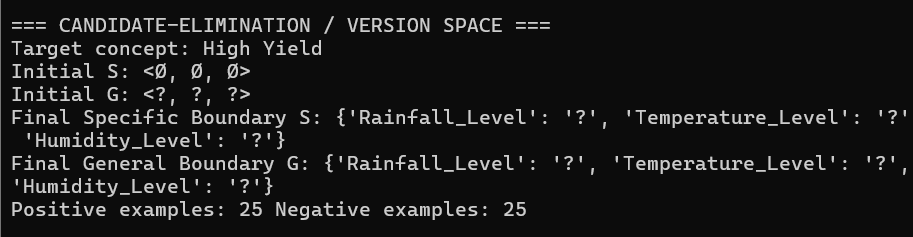 === CANDIDATE-ELIMINATION / VERSION SPACE ===
Target concept: High Yield
Initial S: <Ø, Ø, Ø>
Initial G: <?, ?, ?>
Final Specific Boundary S: {'Rainfall_Level': '?', 'Temperature_Level': '?'
'Humidity_Level': '?'}
Final General Boundary G: {'Rainfall_Level': '?', 'Temperature_Level': '?',
'Humidity_Level': '?'}
Positive examples: 25 Negative examples: 25